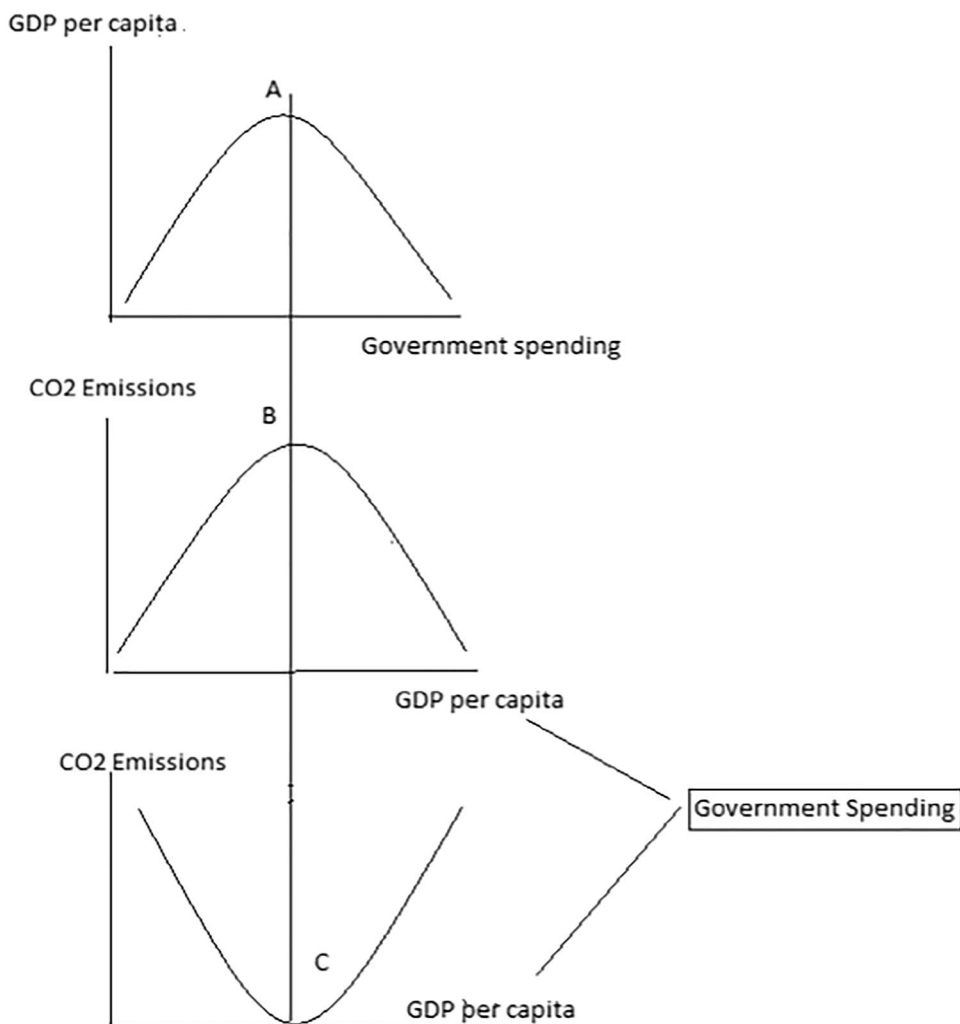 GDP per capita.
A
Government spending
CO2 Emissions
B
GDP per capita
CO2 Emissions
Government Spending
C
GDP per capita